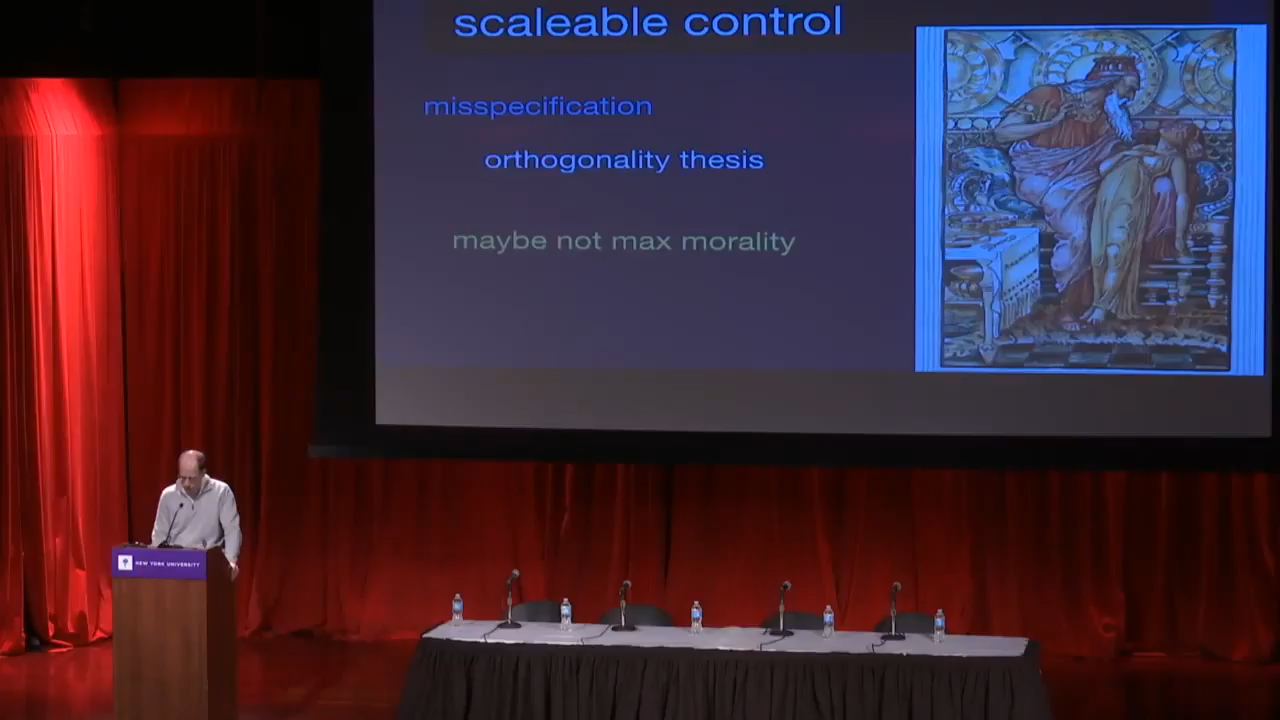 scaleable control
misspecification
orthogonality thesis
maybe not max morality
NEW YORK UNIVERSITY